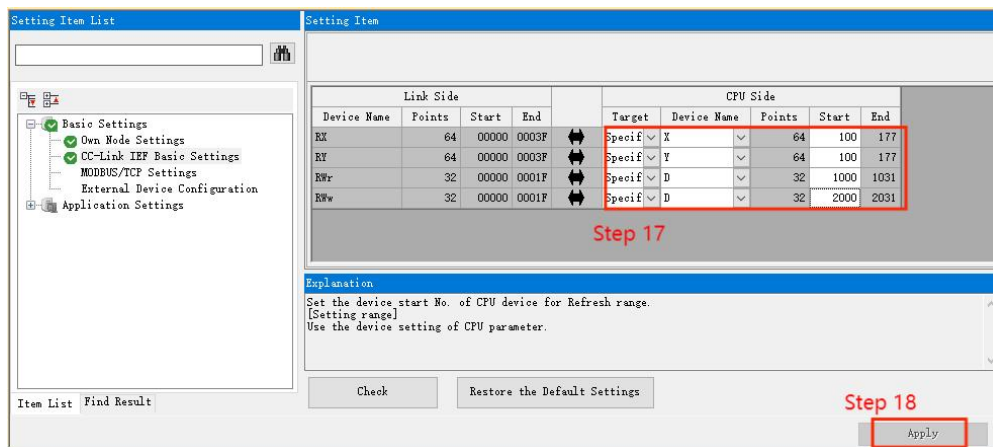 Setting Item List
Basic Settings
Own Node Settings
CC-Link IEF Basic Settings
MODBUS/TCP Settings
External Device Configuration
Application Settings
Item List Find Result
Setting Item
Link Side CPU Side
Device Name Points Start End Target Device Name Points Start End
RX 64 00000 0003F Specif X 64 100 177
RY 64 00000 0003F Specif Y 64 100 177
RWr 32 00000 0001F Specif D 32 1000 1031
RWw 32 00000 0001F Specif D 32 2000 2031
Step 17
Explanation
Set the device start No. of CPU device for Refresh range.
[Setting range]
Use the device setting of CPU parameter.
Check Restore the Default Settings
Step 18
Apply